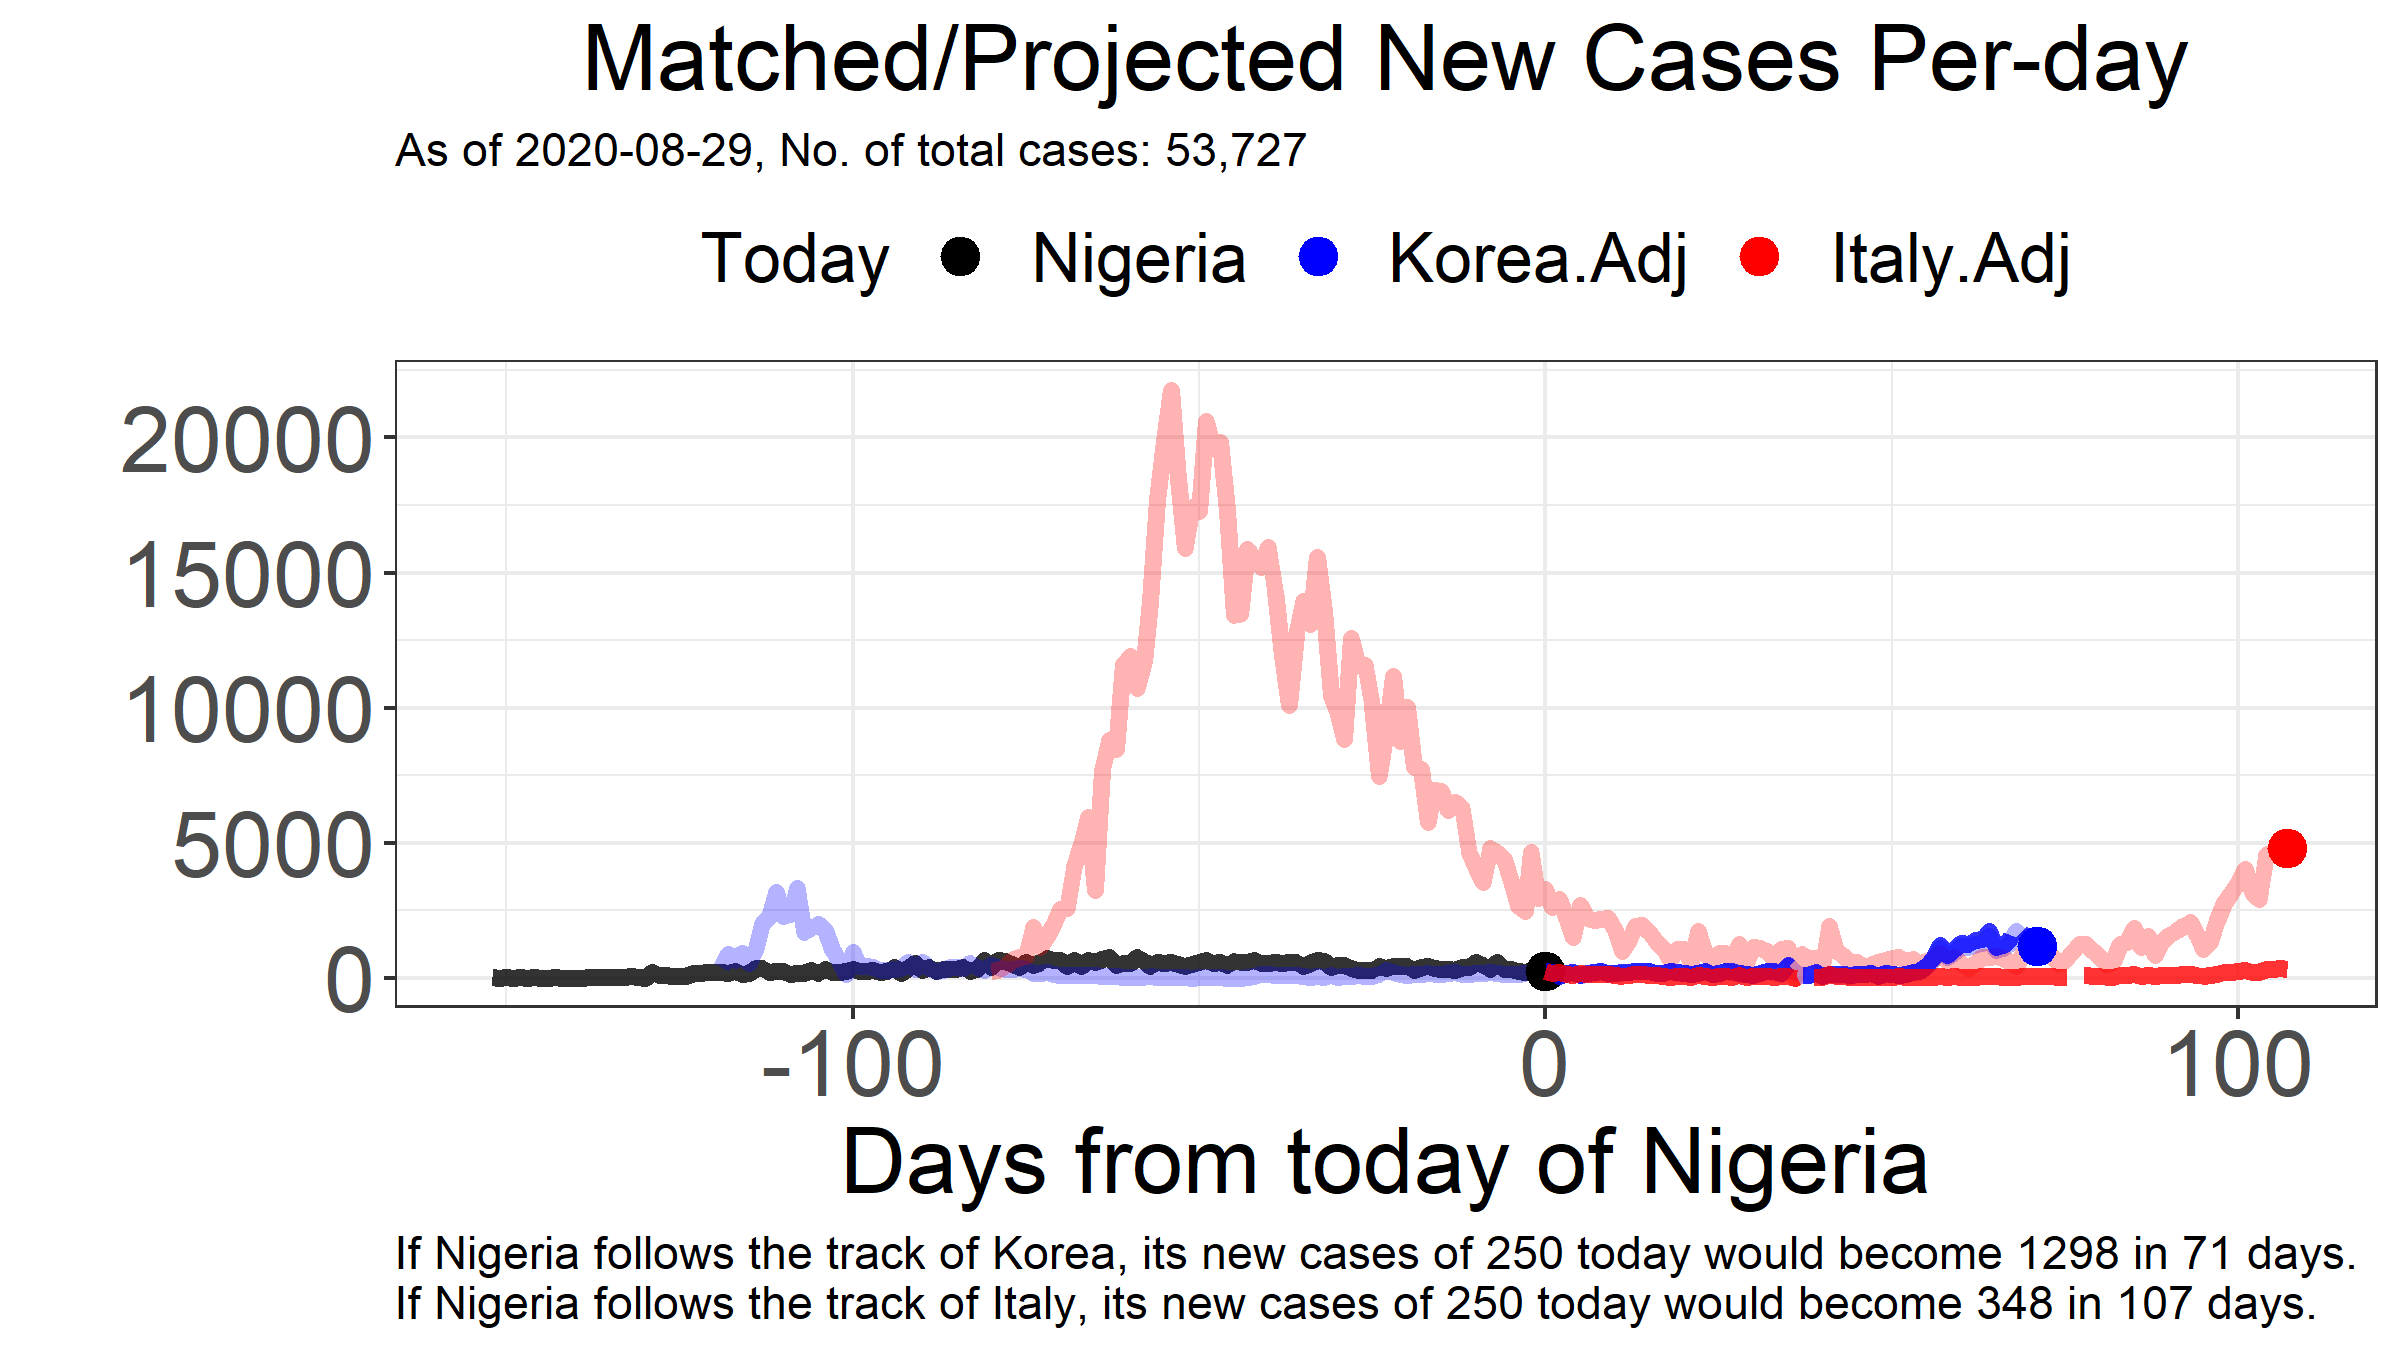 Matched/Projected New Cases Per-day
As of 2020-08-29, No. of total cases: 53,727
Today Nigeria Korea.Adj Italy.Adj
20000
15000
10000
5000
0
-100 0 100
Days from today of Nigeria
If Nigeria follows the track of Korea, its new cases of 250 today would become 1298 in 71 days.
If Nigeria follows the track of Italy, its new cases of 250 today would become 348 in 107 days.